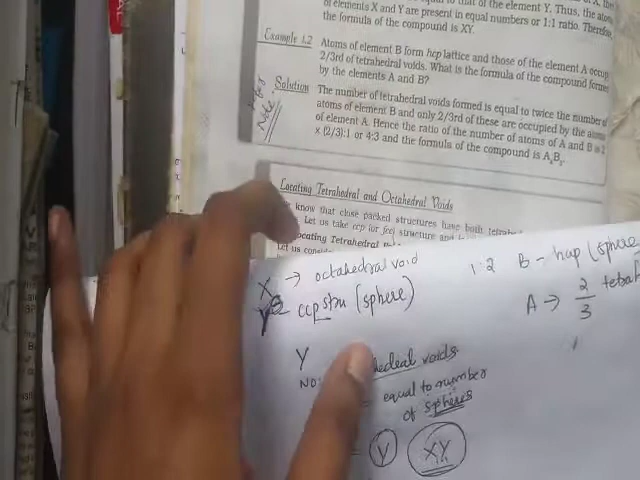 of elements X and Y are present in equal numbers or 1:1 ratio. Therefore
the formula of the compound is XY.
Example 1.2 Atoms of element B form hcp lattice and those of the element A occupy
2/3rd of tetrahedral voids. What is the formula of the compound formed
by the elements A and B?
Solution The number of tetrahedral voids formed is equal to twice the number of
atoms of element B and only 2/3rd of these are occupied by the atoms
of element A. Hence the ratio of the number of atoms of A and B is 2
× (2/3):1 or 4:3 and the formula of the compound is A₄B₃.
Note
Locating Tetrahedral and Octahedral Voids
know that close packed structures have both
Let us take ccp (or fcc) structure and
ocating Tetrahedral
Let us
X → octahedral void
Y ccp stru (sphere)
Y
hedral voids
equal to number
of spheres
Y XY
1:2 B - hcp (sphere
A → 2/3